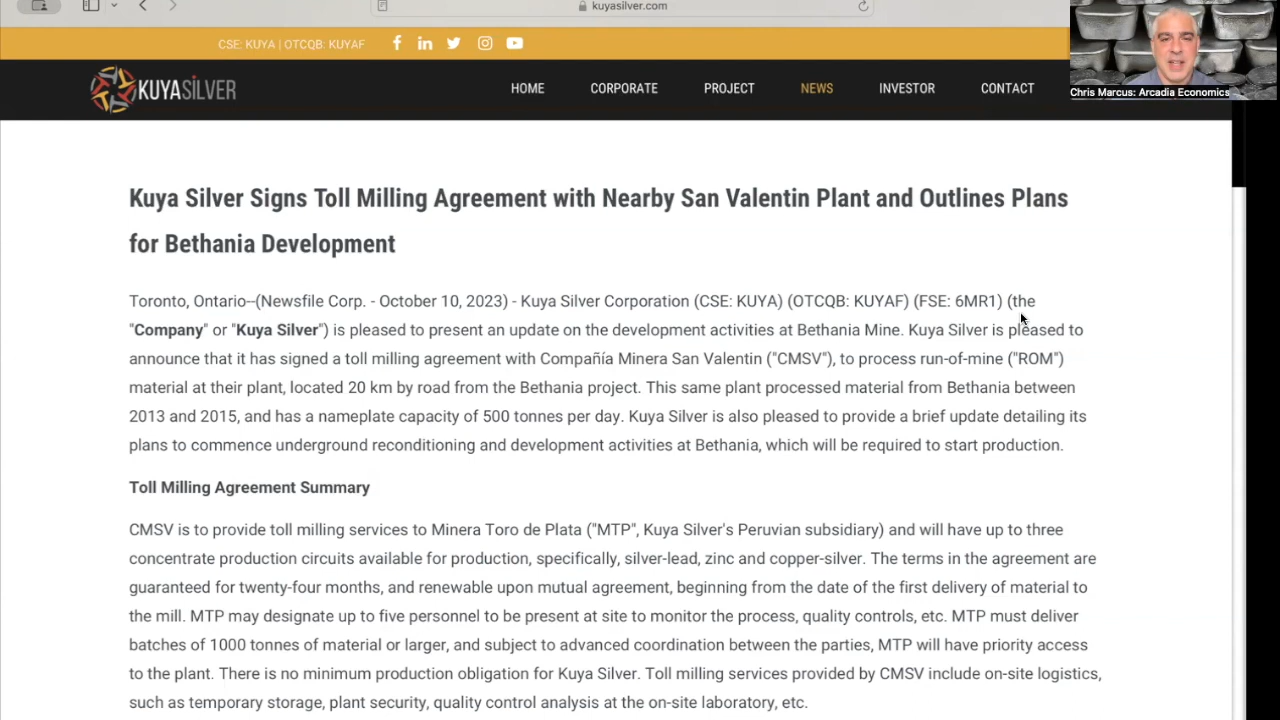 kuyasilver.com
CSE: KUYA | OTCQB: KUYAF
KUYASILVER
HOME CORPORATE PROJECT NEWS INVESTOR CONTACT
Chris Marcus: Arcadia Economics
Kuya Silver Signs Toll Milling Agreement with Nearby San Valentin Plant and Outlines Plans
for Bethania Development
Toronto, Ontario--(Newsfile Corp. - October 10, 2023) - Kuya Silver Corporation (CSE: KUYA) (OTCQB: KUYAF) (FSE: 6MR1) (the
"Company" or "Kuya Silver") is pleased to present an update on the development activities at Bethania Mine. Kuya Silver is pleased to
announce that it has signed a toll milling agreement with Compañía Minera San Valentin ("CMSV"), to process run-of-mine ("ROM")
material at their plant, located 20 km by road from the Bethania project. This same plant processed material from Bethania between
2013 and 2015, and has a nameplate capacity of 500 tonnes per day. Kuya Silver is also pleased to provide a brief update detailing its
plans to commence underground reconditioning and development activities at Bethania, which will be required to start production.
Toll Milling Agreement Summary
CMSV is to provide toll milling services to Minera Toro de Plata ("MTP", Kuya Silver's Peruvian subsidiary) and will have up to three
concentrate production circuits available for production, specifically, silver-lead, zinc and copper-silver. The terms in the agreement are
guaranteed for twenty-four months, and renewable upon mutual agreement, beginning from the date of the first delivery of material to
the mill. MTP may designate up to five personnel to be present at site to monitor the process, quality controls, etc. MTP must deliver
batches of 1000 tonnes of material or larger, and subject to advanced coordination between the parties, MTP will have priority access
to the plant. There is no minimum production obligation for Kuya Silver. Toll milling services provided by CMSV include on-site logistics,
such as temporary storage, plant security, quality control analysis at the on-site laboratory, etc.